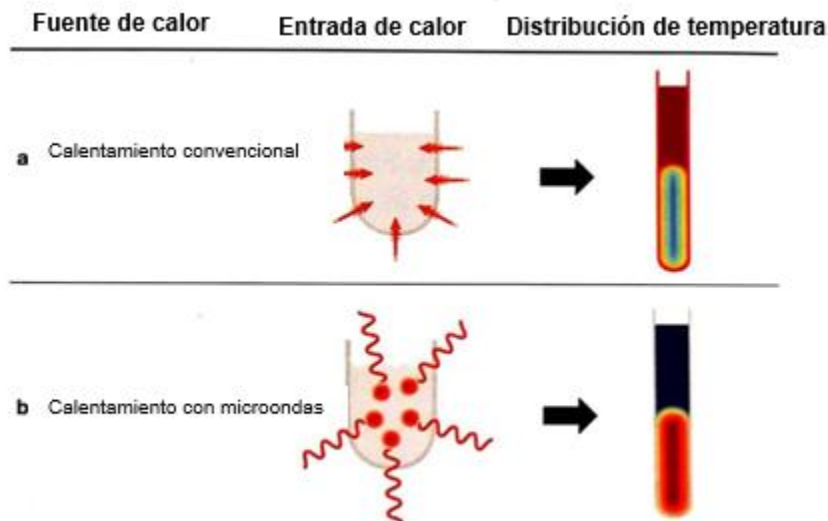 Fuente de calor Entrada de calor Distribución de temperatura
a Calentamiento convencional
b Calentamiento con microondas